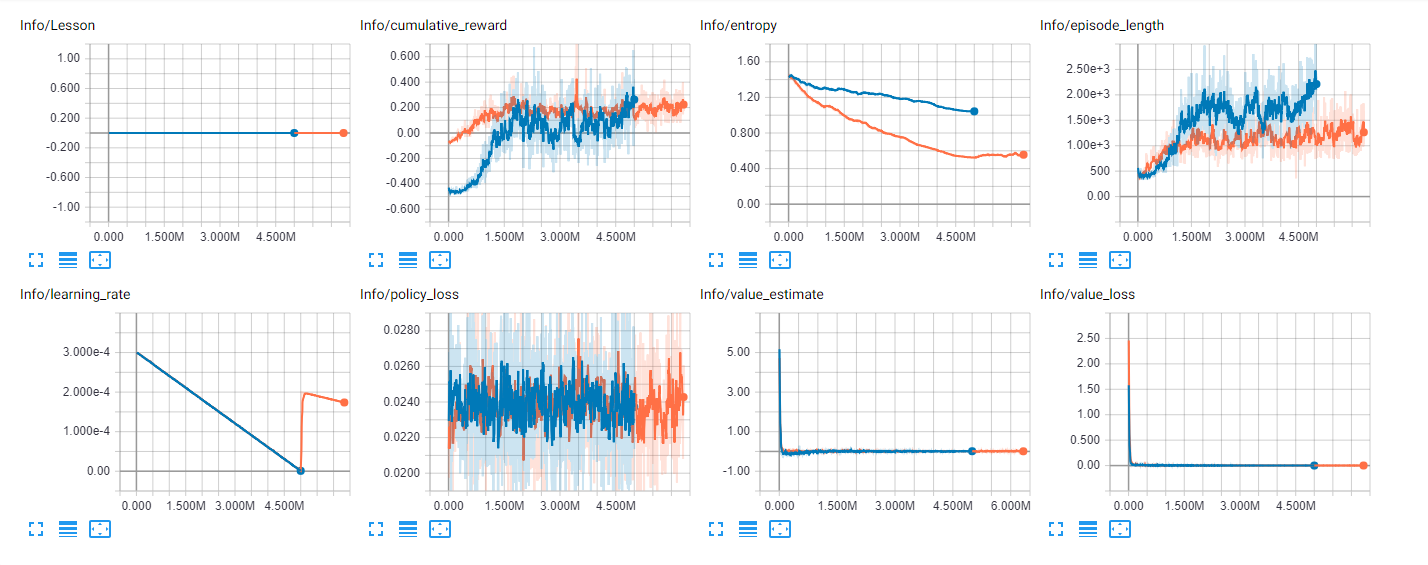 Info/Lesson
1.00
0.600
0.200
-0.200
-0.600
-1.00
0.000 1.500M 3.000M 4.500M
Info/cumulative_reward
0.600
0.400
0.200
0.00
-0.200
-0.400
-0.600
0.000 1.500M 3.000M 4.500M
Info/entropy
1.60
1.20
0.800
0.400
0.00
0.000 1.500M 3.000M 4.500M
Info/episode_length
2.50e+3
2.00e+3
1.50e+3
1.00e+3
500
0.00
0.000 1.500M 3.000M 4.500M
Info/learning_rate
3.000e-4
2.000e-4
1.000e-4
0.00
0.000 1.500M 3.000M 4.500M
Info/policy_loss
0.0280
0.0260
0.0240
0.0220
0.0200
0.000 1.500M 3.000M 4.500M
Info/value_estimate
5.00
3.00
1.00
-1.00
0.000 1.500M 3.000M 4.500M 6.000M
Info/value_loss
2.50
2.00
1.50
1.00
0.500
0.00
0.000 1.500M 3.000M 4.500M